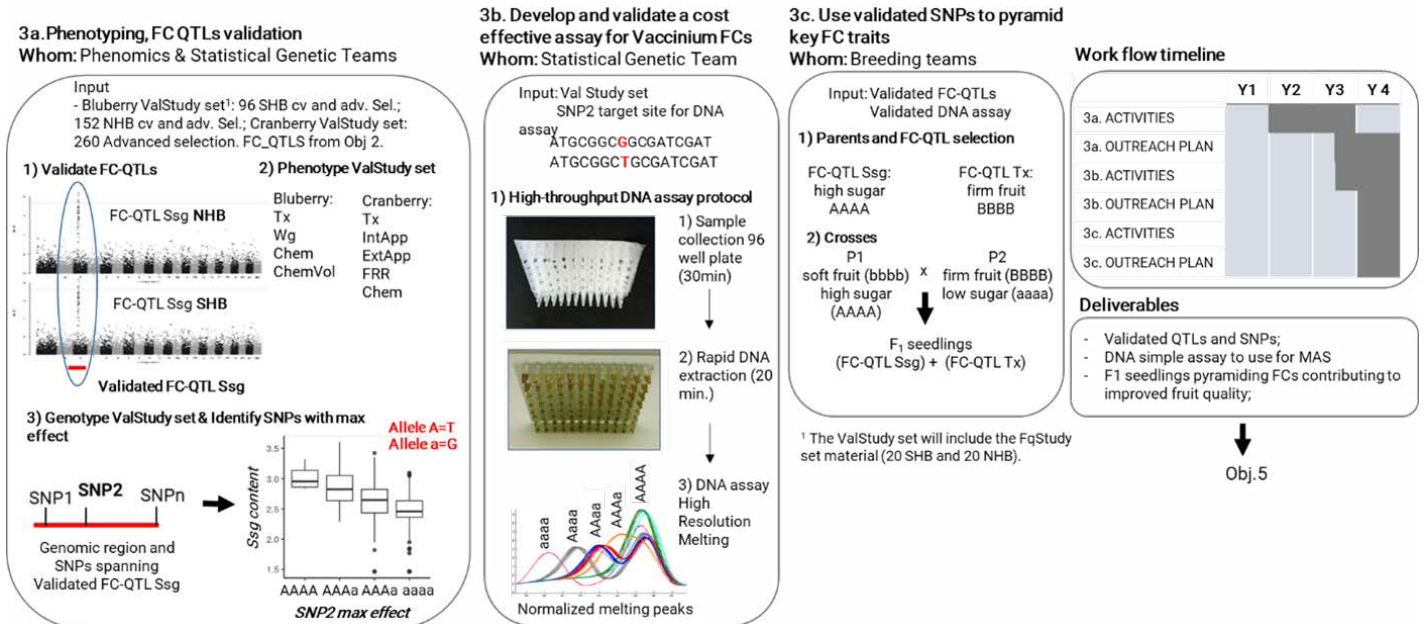 3a.Phenotyping, FC QTLs validation
Whom: Phenomics & Statistical Genetic Teams
Input
- Bluberry ValStudy set¹: 96 SHB cv and adv. Sel.;
152 NHB cv and adv. Sel.; Cranberry ValStudy set:
260 Advanced selection. FC_QTLS from Obj 2.
1) Validate FC-QTLs
FC-QTL Ssg NHB
FC-QTL Ssg SHB
Validated FC-QTL Ssg
2) Phenotype ValStudy set
Bluberry:
Tx
Wg
Chem
ChemVol
Cranberry:
Tx
IntApp
ExtApp
FRR
Chem
3) Genotype ValStudy set & Identify SNPs with max
effect
SNP1 SNP2 SNPn
Genomic region and
SNPs spanning
Validated FC-QTL Ssg
Allele A=T
Allele a=G
Ssg content
3.5
3.0
2.5
2.0
1.5
AAAA AAAa AAAa aaaa
SNP2 max effect
3b. Develop and validate a cost
effective assay for Vaccinium FCs
Whom: Statistical Genetic Team
Input: Val Study set
SNP2 target site for DNA
assay
ATGCGGCGGCGATCGAT
ATGCGGCTGCGATCGAT
1) High-throughput DNA assay protocol
1) Sample
collection 96
well plate
(30min)
2) Rapid DNA
extraction (20
min.)
3) DNA assay
High
Resolution
Melting
aaaa
Aaaa
AAaa
AAAa
AAAA
Normalized melting peaks
3c. Use validated SNPs to pyramid
key FC traits
Whom: Breeding teams
Input: Validated FC-QTLs
Validated DNA assay
1) Parents and FC-QTL selection
FC-QTL Ssg:
high sugar
AAAA
FC-QTL Tx:
firm fruit
BBBB
2) Crosses
P1
soft fruit (bbbb)
high sugar
(AAAA)
x
P2
firm fruit (BBBB)
low sugar (aaaa)
F₁ seedlings
(FC-QTL Ssg) + (FC-QTL Tx)
¹ The ValStudy set will include the FqStudy
set material (20 SHB and 20 NHB).
Work flow timeline
Y1 Y2 Y3 Y 4
3a. ACTIVITIES
3a. OUTREACH PLAN
3b. ACTIVITIES
3b. OUTREACH PLAN
3c. ACTIVITIES
3c. OUTREACH PLAN
Deliverables
- Validated QTLs and SNPs;
- DNA simple assay to use for MAS
- F1 seedlings pyramiding FCs contributing to
improved fruit quality;
Obj.5